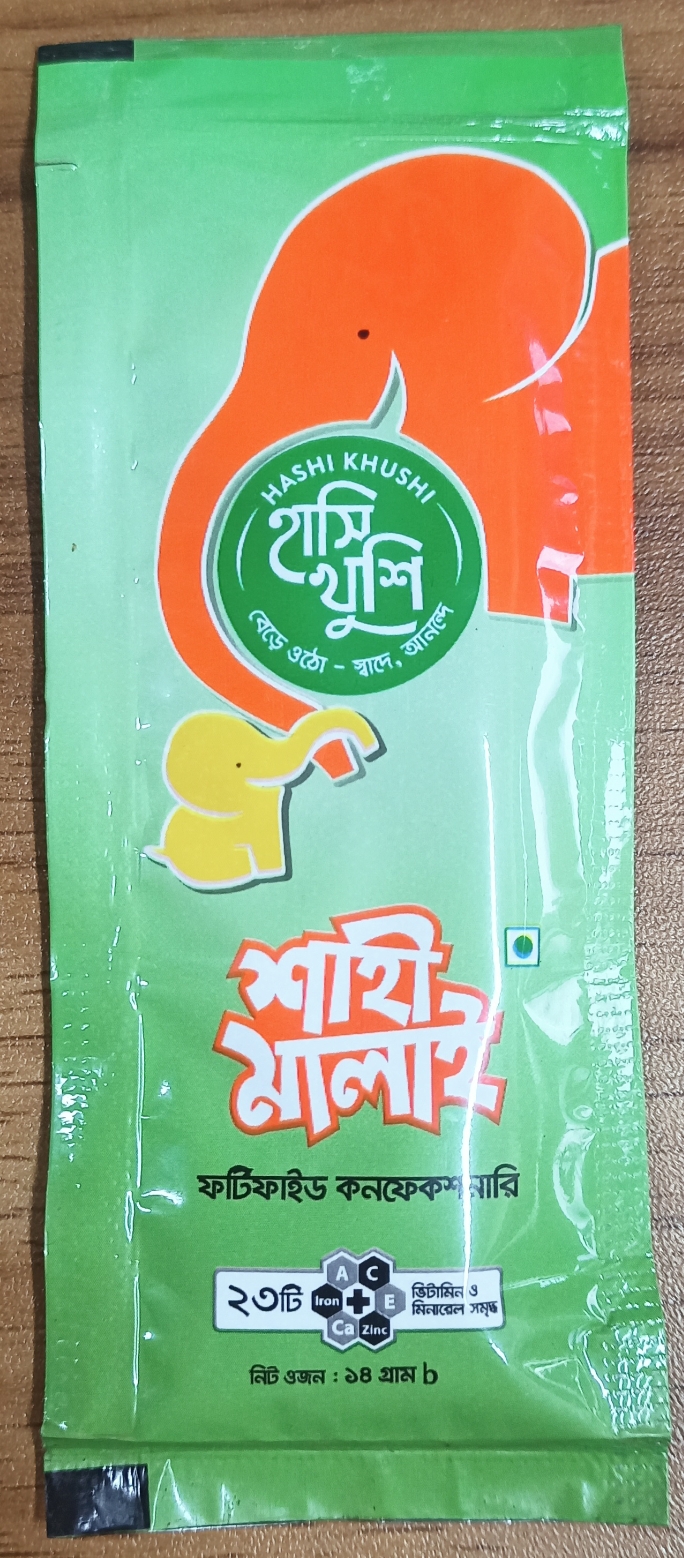 HASHI KHUSHI
হাসি
খুশি
বেড়ে ওঠো - স্বাদে, আনন্দে
শাহী
মালাই
ফর্টিফাইড কনফেকশনারি
২৩টি
A C
Iron + E
Ca Zinc
ভিটামিন ও
মিনারেল সমৃদ্ধ
নিট ওজন : ১৪ গ্রাম b